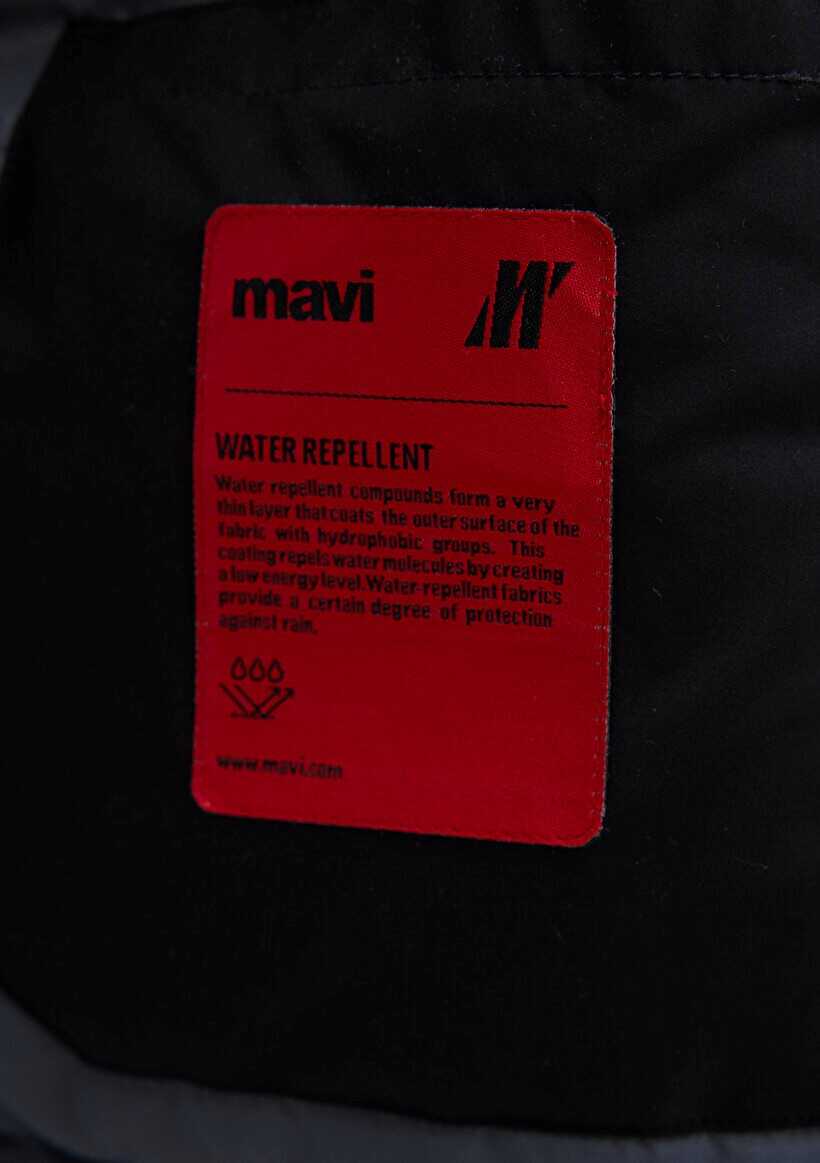 mavi
M
WATER REPELLENT
Water repellent compounds form a very
thin layer that coats the outer surface of the
fabric with hydrophobic groups. This
coating repels water molecules by creating
a low energy level. Water-repellent fabrics
provide a certain degree of protection
against rain.
www.mavi.com